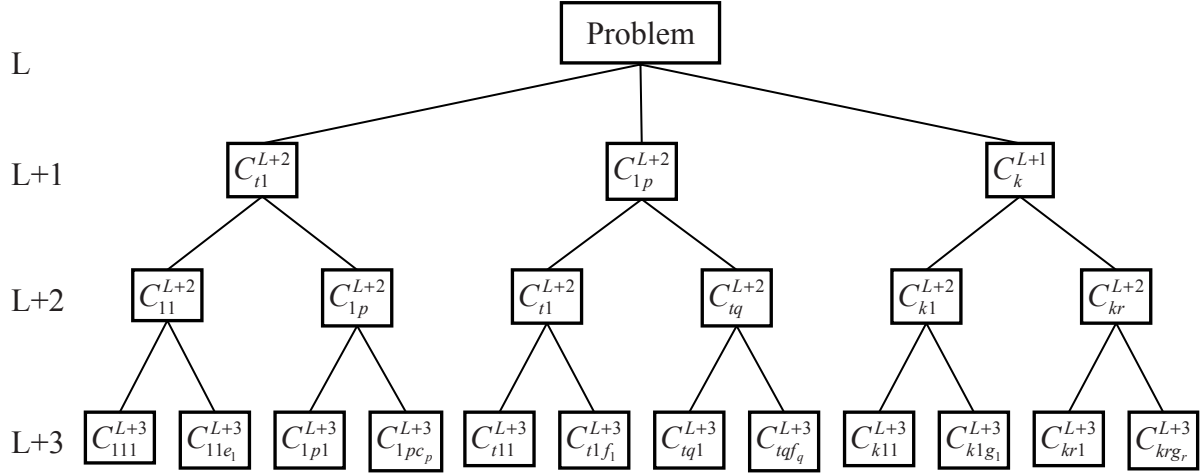 Problem
L
L+1
$C_{t1}^{L+2}$ $C_{1p}^{L+2}$ $C_{k}^{L+1}$
L+2
$C_{11}^{L+2}$ $C_{1p}^{L+2}$ $C_{t1}^{L+2}$ $C_{tq}^{L+2}$ $C_{k1}^{L+2}$ $C_{kr}^{L+2}$
L+3
$C_{111}^{L+3}$ $C_{11e_1}^{L+3}$ $C_{1p1}^{L+3}$ $C_{1pc_p}^{L+3}$ $C_{t11}^{L+3}$ $C_{t1f_1}^{L+3}$ $C_{tq1}^{L+3}$ $C_{tqf_q}^{L+3}$ $C_{k11}^{L+3}$ $C_{k1g_1}^{L+3}$ $C_{kr1}^{L+3}$ $C_{krg_r}^{L+3}$